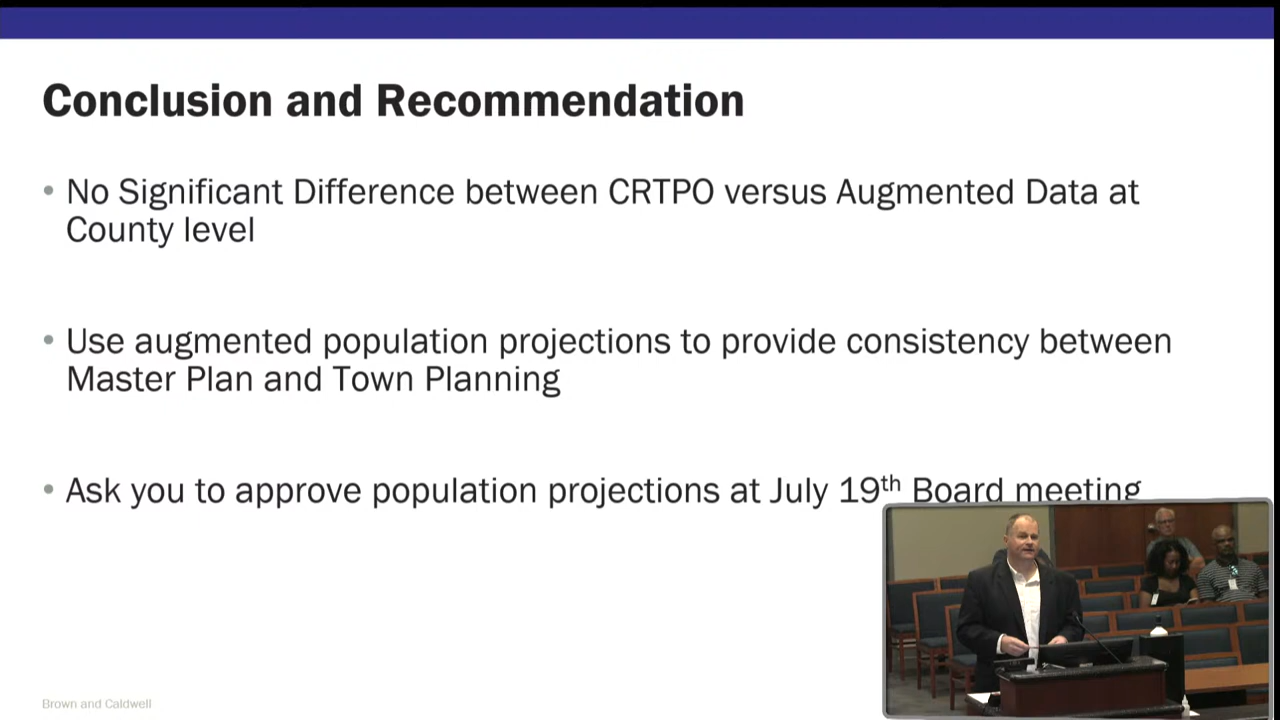 Conclusion and Recommendation
• No Significant Difference between CRTPO versus Augmented Data at
County level
• Use augmented population projections to provide consistency between
Master Plan and Town Planning
• Ask you to approve population projections at July 19th Board meeting
Brown and Caldwell